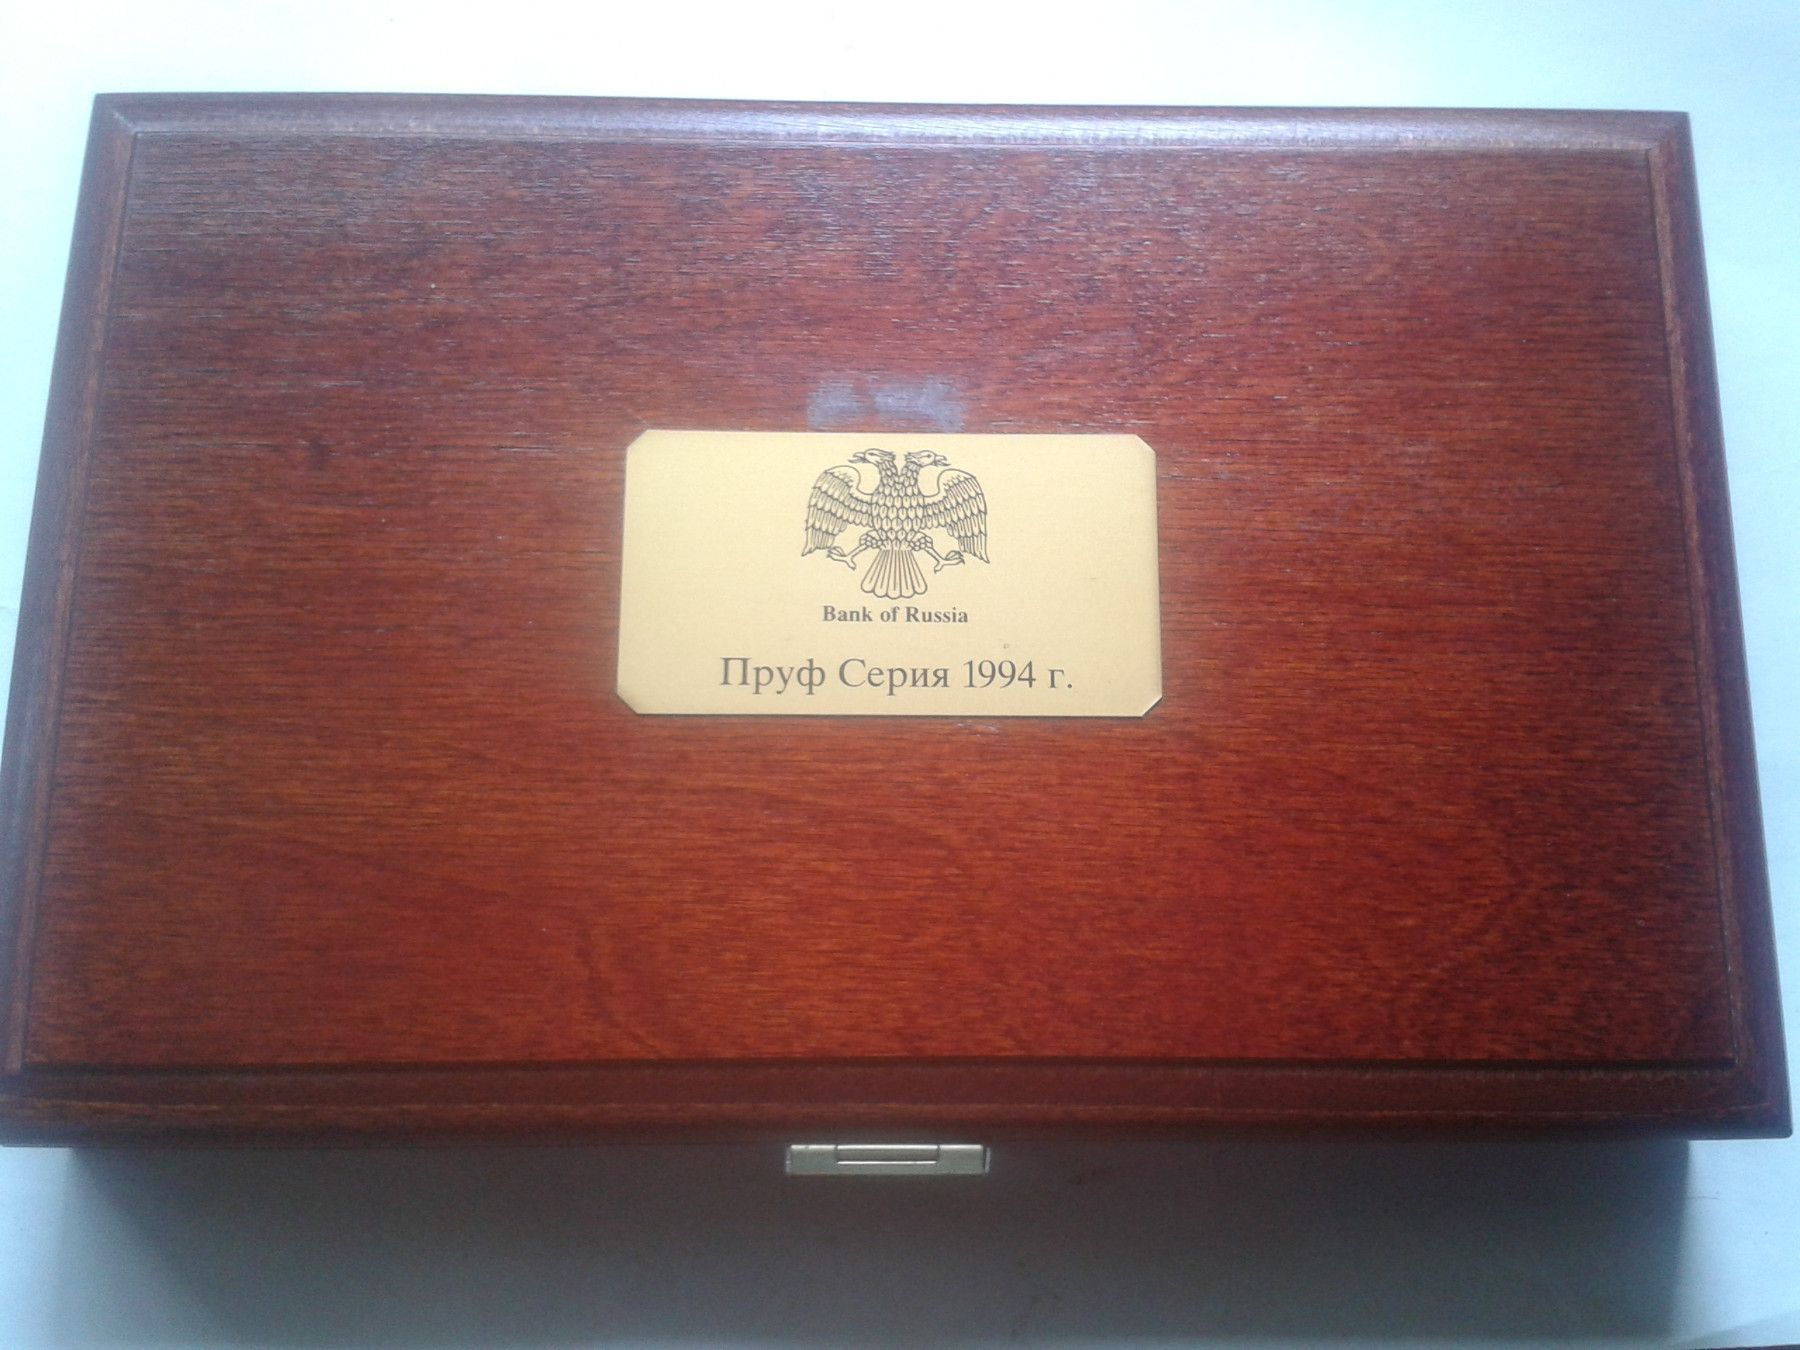 Bank of Russia
Пруф Серия 1994 г.